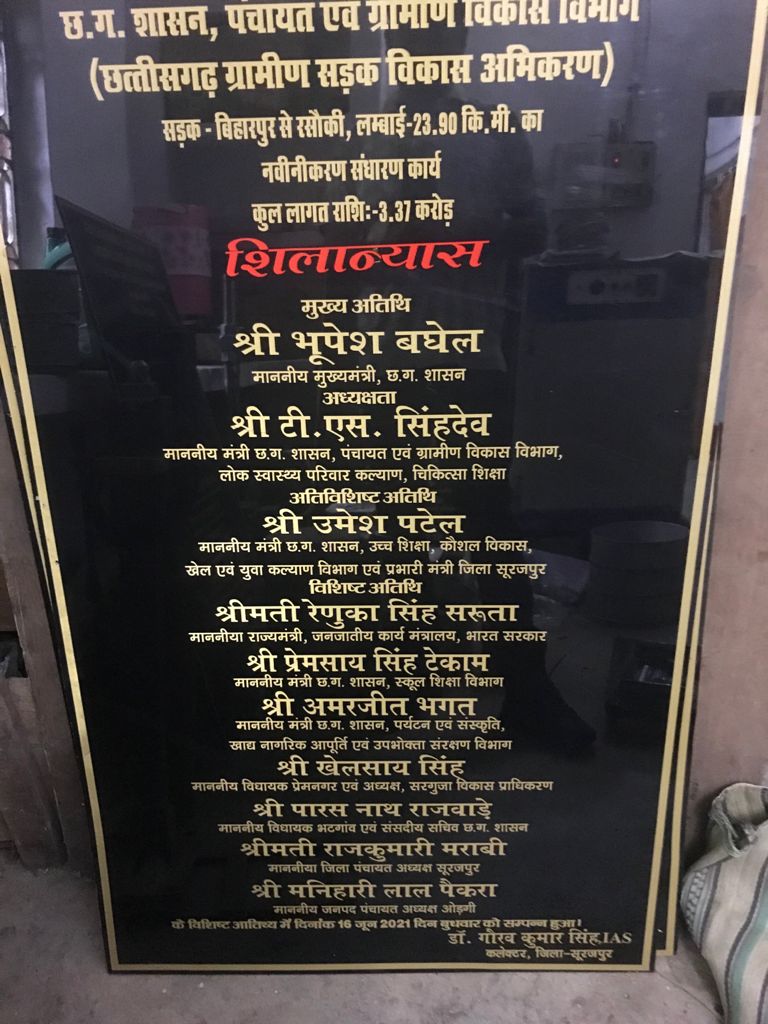 छ.ग. शासन, पंचायत एवं ग्रामीण विकास विभाग
(छत्तीसगढ़ ग्रामीण सड़क विकास अभिकरण)
सड़क - बिहारपुर से रसौकी, लम्बाई-23.90 कि.मी. का
नवीनीकरण संधारण कार्य
कुल लागत राशिः-3.37 करोड़
शिलान्यास
मुख्य अतिथि
श्री भूपेश बघेल
माननीय मुख्यमंत्री, छ.ग. शासन
अध्यक्षता
श्री टी.एस. सिंहदेव
माननीय मंत्री छ.ग. शासन, पंचायत एवं ग्रामीण विकास विभाग,
लोक स्वास्थ्य परिवार कल्याण, चिकित्सा शिक्षा
अतिविशिष्ट अतिथि
श्री उमेश पटेल
माननीय मंत्री छ.ग. शासन, उच्च शिक्षा, कौशल विकास,
खेल एवं युवा कल्याण विभाग एवं प्रभारी मंत्री जिला सूरजपुर
विशिष्ट अतिथि
श्रीमती रेणुका सिंह सरूता
माननीया राज्यमंत्री, जनजातीय कार्य मंत्रालय, भारत सरकार
श्री प्रेमसाय सिंह टेकाम
माननीय मंत्री छ.ग. शासन, स्कूल शिक्षा विभाग
श्री अमरजीत भगत
माननीय मंत्री छ.ग. शासन, पर्यटन एवं संस्कृति,
खाद्य नागरिक आपूर्ति एवं उपभोक्ता संरक्षण विभाग
श्री खेलसाय सिंह
माननीय विधायक प्रेमनगर एवं अध्यक्ष, सरगुजा विकास प्राधिकरण
श्री पारस नाथ राजवाड़े
माननीय विधायक भटगांव एवं संसदीय सचिव छ.ग. शासन
श्रीमती राजकुमारी मराबी
माननीया जिला पंचायत अध्यक्ष सूरजपुर
श्री मनिहारी लाल पैकरा
माननीय जनपद पंचायत अध्यक्ष ओड़गी
के विशिष्ट आतिथ्य में दिनांक 16 जून 2021 दिन बुधवार को सम्पन्न हुआ।
डॉ. गौरव कुमार सिंह,IAS
कलेक्टर, जिला-सूरजपुर